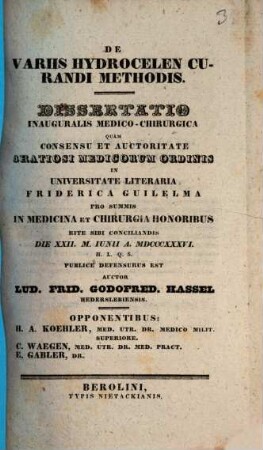 3
DE
VARIIS HYDROCELEN CU-
RANDI METHODIS.
DISSERTATIO
INAUGURALIS MEDICO-CHIRURGICA
QUAM
CONSENSU ET AUCTORITATE
GRATIOSI MEDICORUM ORDINIS
IN
UNIVERSITATE LITERARIA
FRIDERICA GUILELMA
PRO SUMMIS
IN MEDICINA ET CHIRURGIA HONORIBUS
RITE SIBI CONCILIANDIS
DIE XXII. M. IUNII A. MDCCCXXXVI.
H. L. Q. S.
PUBLICE DEFENSURUS EST
AUCTOR
LUD. FRID. GODOFRED. HASSEL
HEDERSLEBIENSIS.
OPPONENTIBUS:
H. A. KOEHLER, MED. UTR. DR. MEDICO MILIT.
SUPERIORE.
C. WAEGEN, MED. UTR. DR. MED. PRACT.
E. GABLER, DR.
BEROLINI,
TYPIS NIETACKIANIS.